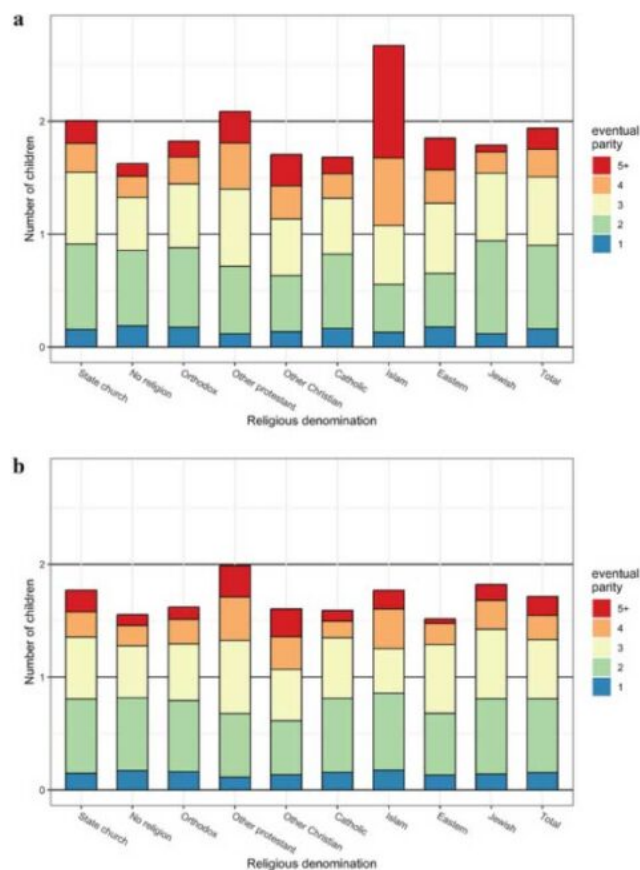 a
2
1
0
Number of children
State church
No religion
Orthodox
Other protestant
Other Christian
Catholic
Islam
Eastern
Jewish
Total
Religious denomination
eventual
parity
5+
4
3
2
1
b
2
1
0
Number of children
State church
No religion
Orthodox
Other protestant
Other Christian
Catholic
Islam
Eastern
Jewish
Total
Religious denomination
eventual
parity
5+
4
3
2
1